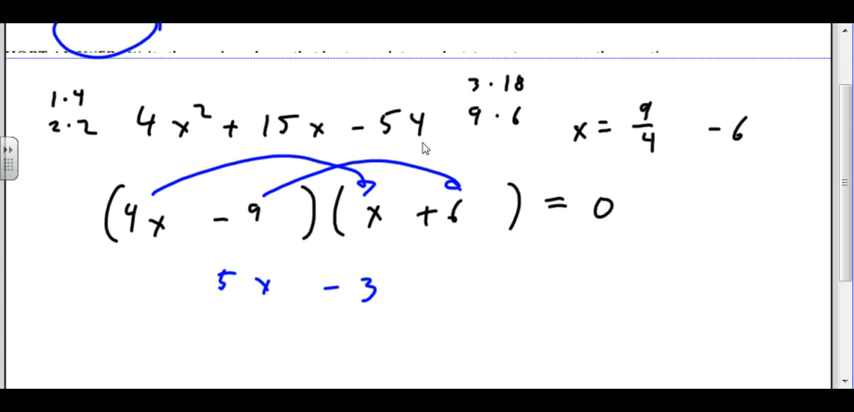 1·4
2·2
4x² + 15x - 54
3·18
9·6
x = 9/4   -6
(4x - 9)(x + 6) = 0
5x - 3